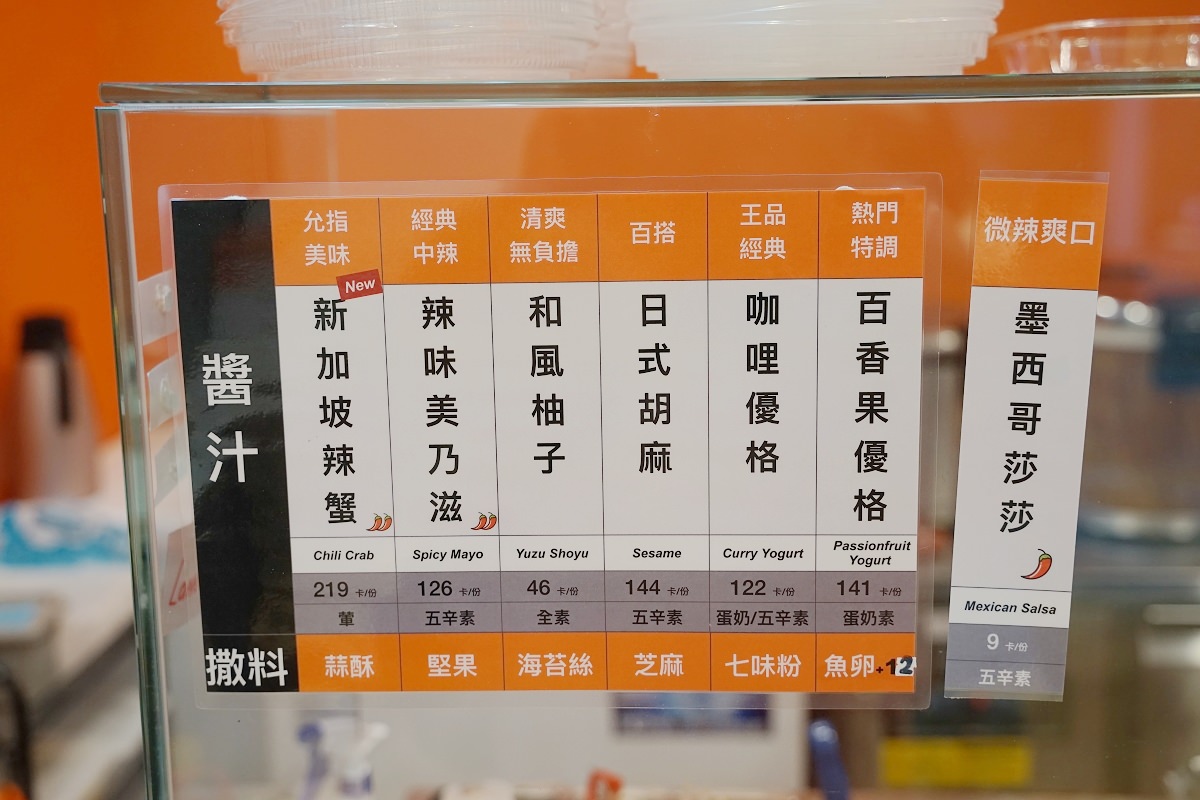 醬汁
允指
美味
New
新加坡辣蟹
Chili Crab
219 卡/份
葷
經典
中辣
辣味美乃滋
Spicy Mayo
126 卡/份
五辛素
清爽
無負擔
和風柚子
Yuzu Shoyu
46 卡/份
全素
百搭
日式胡麻
Sesame
144 卡/份
五辛素
王品
經典
咖哩優格
Curry Yogurt
122 卡/份
蛋奶/五辛素
熱門
特調
百香果優格
Passionfruit
Yogurt
141 卡/份
蛋奶素
撒料
蒜酥
堅果
海苔絲
芝麻
七味粉
魚卵+12
微辣爽口
墨西哥莎莎
Mexican Salsa
9 卡/份
五辛素